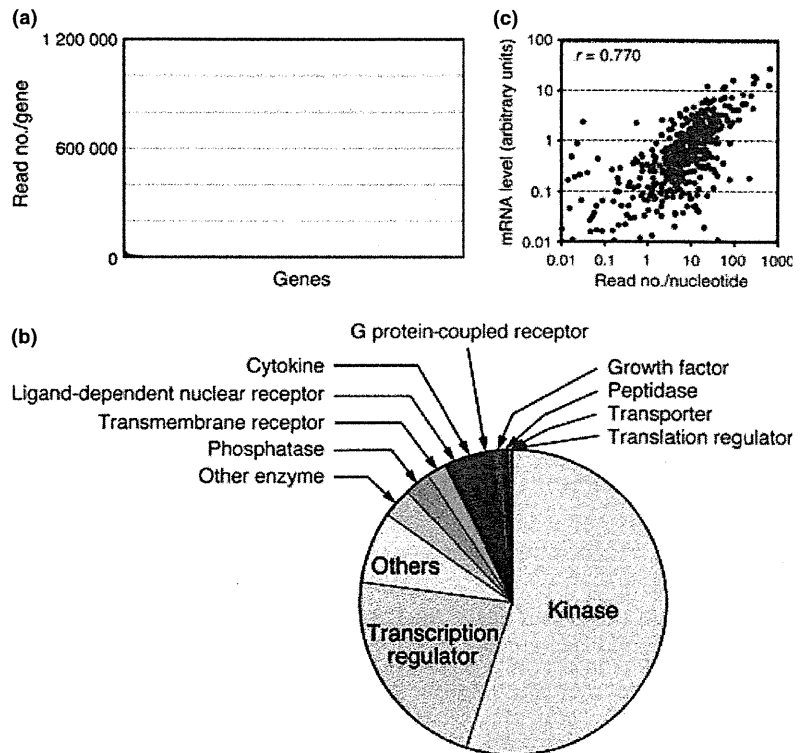 (a)
1 200 000
600 000
0
Read no./gene
Genes
(c)
r = 0.770
100
10
1
0.1
0.01
mRNA level (arbitrary units)
0.01 0.1 1 10 100 1000
Read no./nucleotide
(b)
G protein-coupled receptor
Cytokine
Ligand-dependent nuclear receptor
Transmembrane receptor
Phosphatase
Other enzyme
Growth factor
Peptidase
Transporter
Translation regulator
Others
Kinase
Transcription
regulator